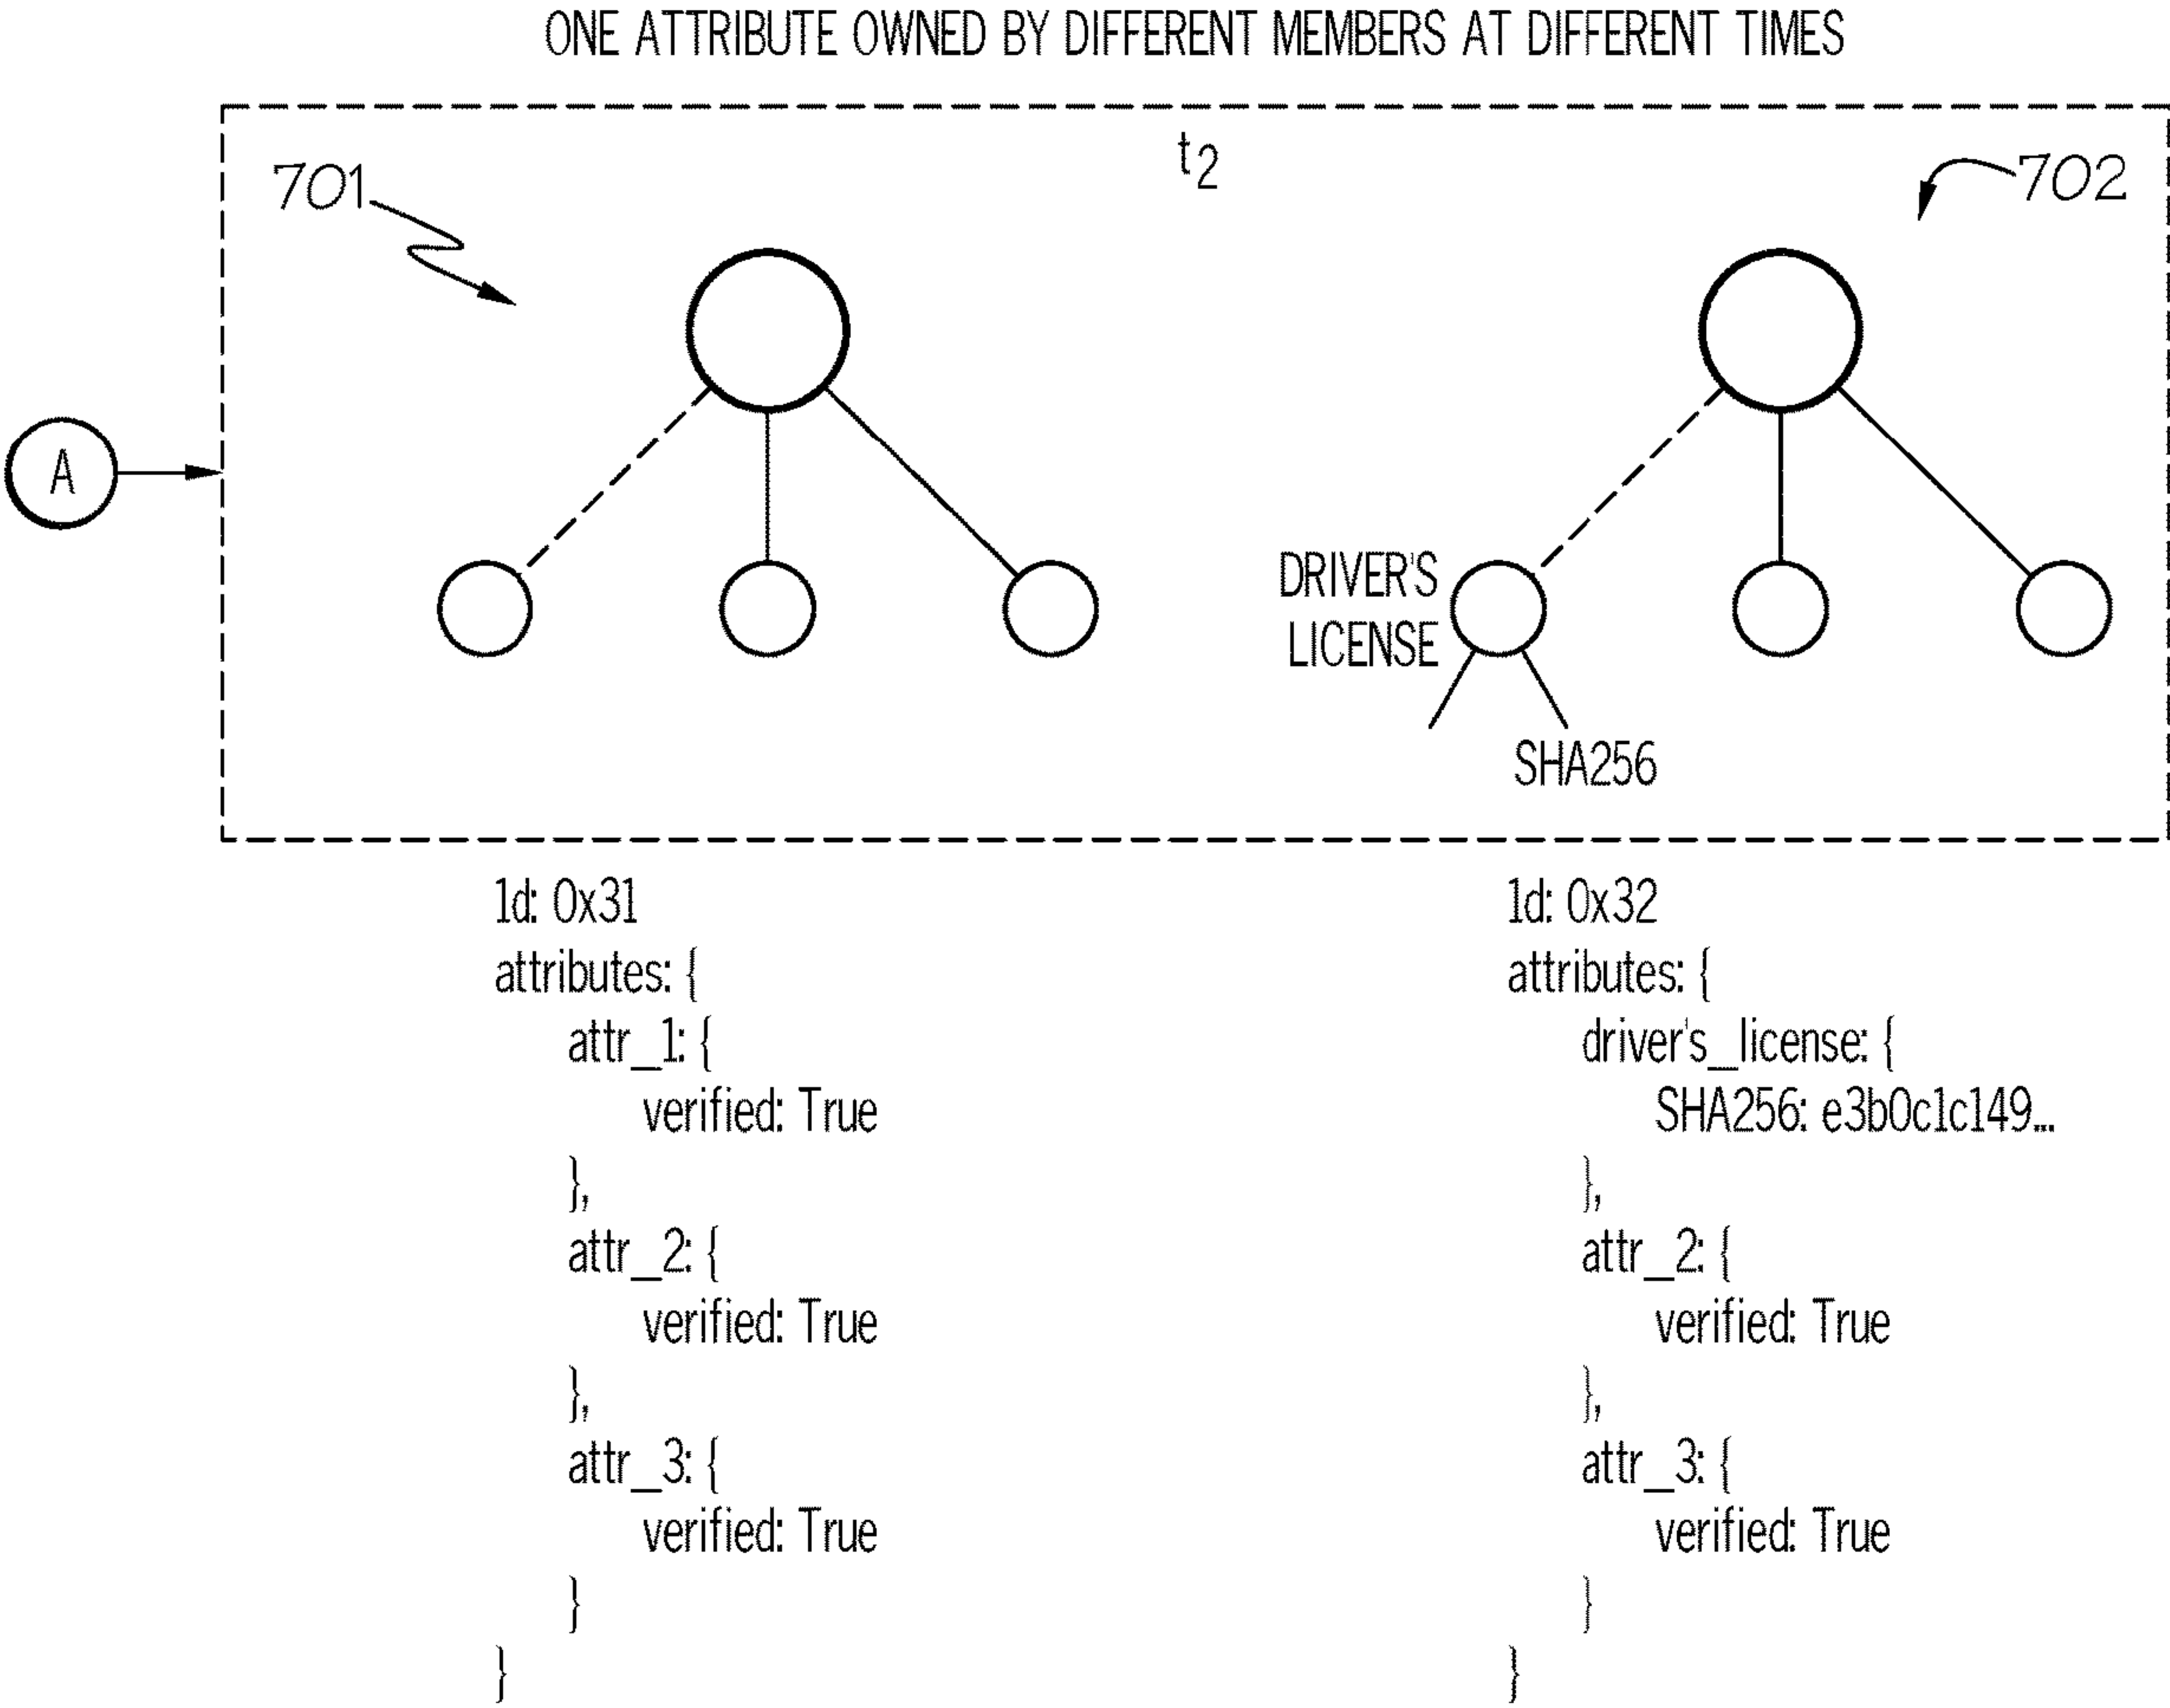 ONE ATTRIBUTE OWNED BY DIFFERENT MEMBERS AT DIFFERENT TIMES
t2
701
702
A
DRIVER'S
LICENSE
SHA256
1d: 0x31
attributes: {
attr_1: {
verified: True
},
attr_2: {
verified: True
},
attr_3: {
verified: True
}
}
1d: 0x32
attributes: {
driver's_license: {
SHA256: e3b0c1c149...
},
attr_2: {
verified: True
},
attr_3: {
verified: True
}
}